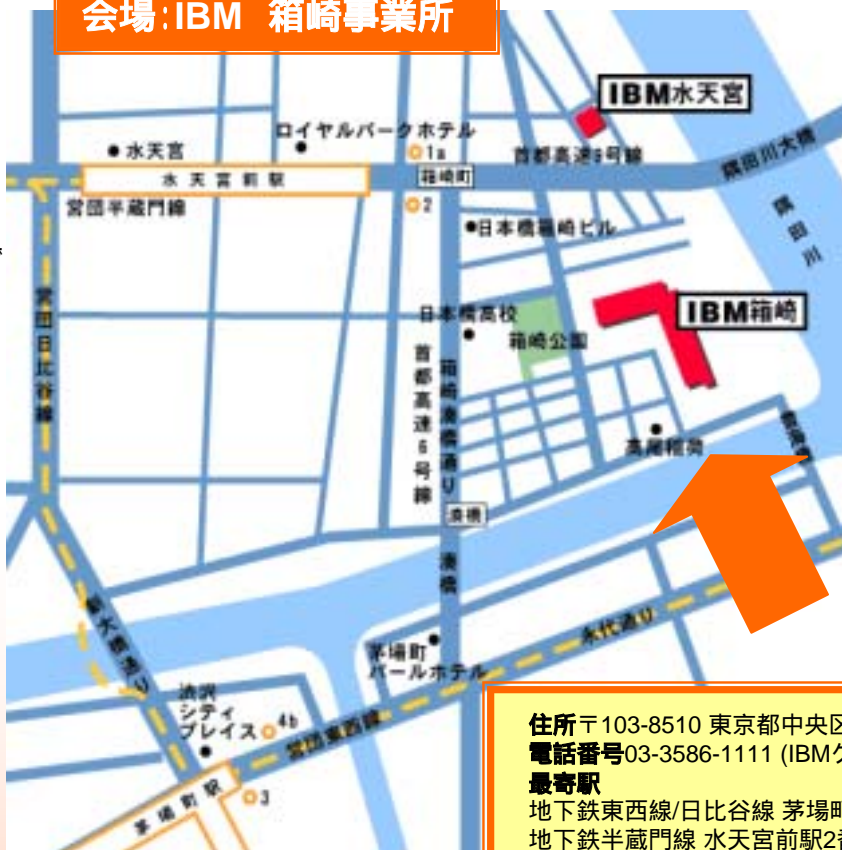 会場:IBM 箱崎事業所
IBM水天宮
ロイヤルパークホテル
水天宮
1a
首都高速9号線
隅田川大橋
水天宮前駅
箱崎町
営団半蔵門線
2
隅田川
日本橋箱崎ビル
営団日比谷線
日本橋高校
IBM箱崎
箱崎公園
首都高速6号線
箱崎湊橋通り
高尾稲荷
湊橋
湊橋
新大橋通り
永代通り
茅場町
パールホテル
渋沢
シティ
プレイス
4b
営団東西線
3
茅場町駅
住所〒103-8510 東京都中央区
電話番号03-3586-1111 (IBM
最寄駅
地下鉄東西線/日比谷線 茅場町
地下鉄半蔵門線 水天宮前駅2